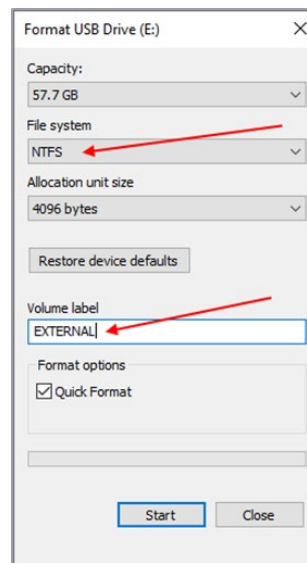 Format USB Drive (E:)
Capacity:
57.7 GB
File system
NTFS
Allocation unit size
4096 bytes
Restore device defaults
Volume label
EXTERNAL
Format options
Quick Format
Start Close